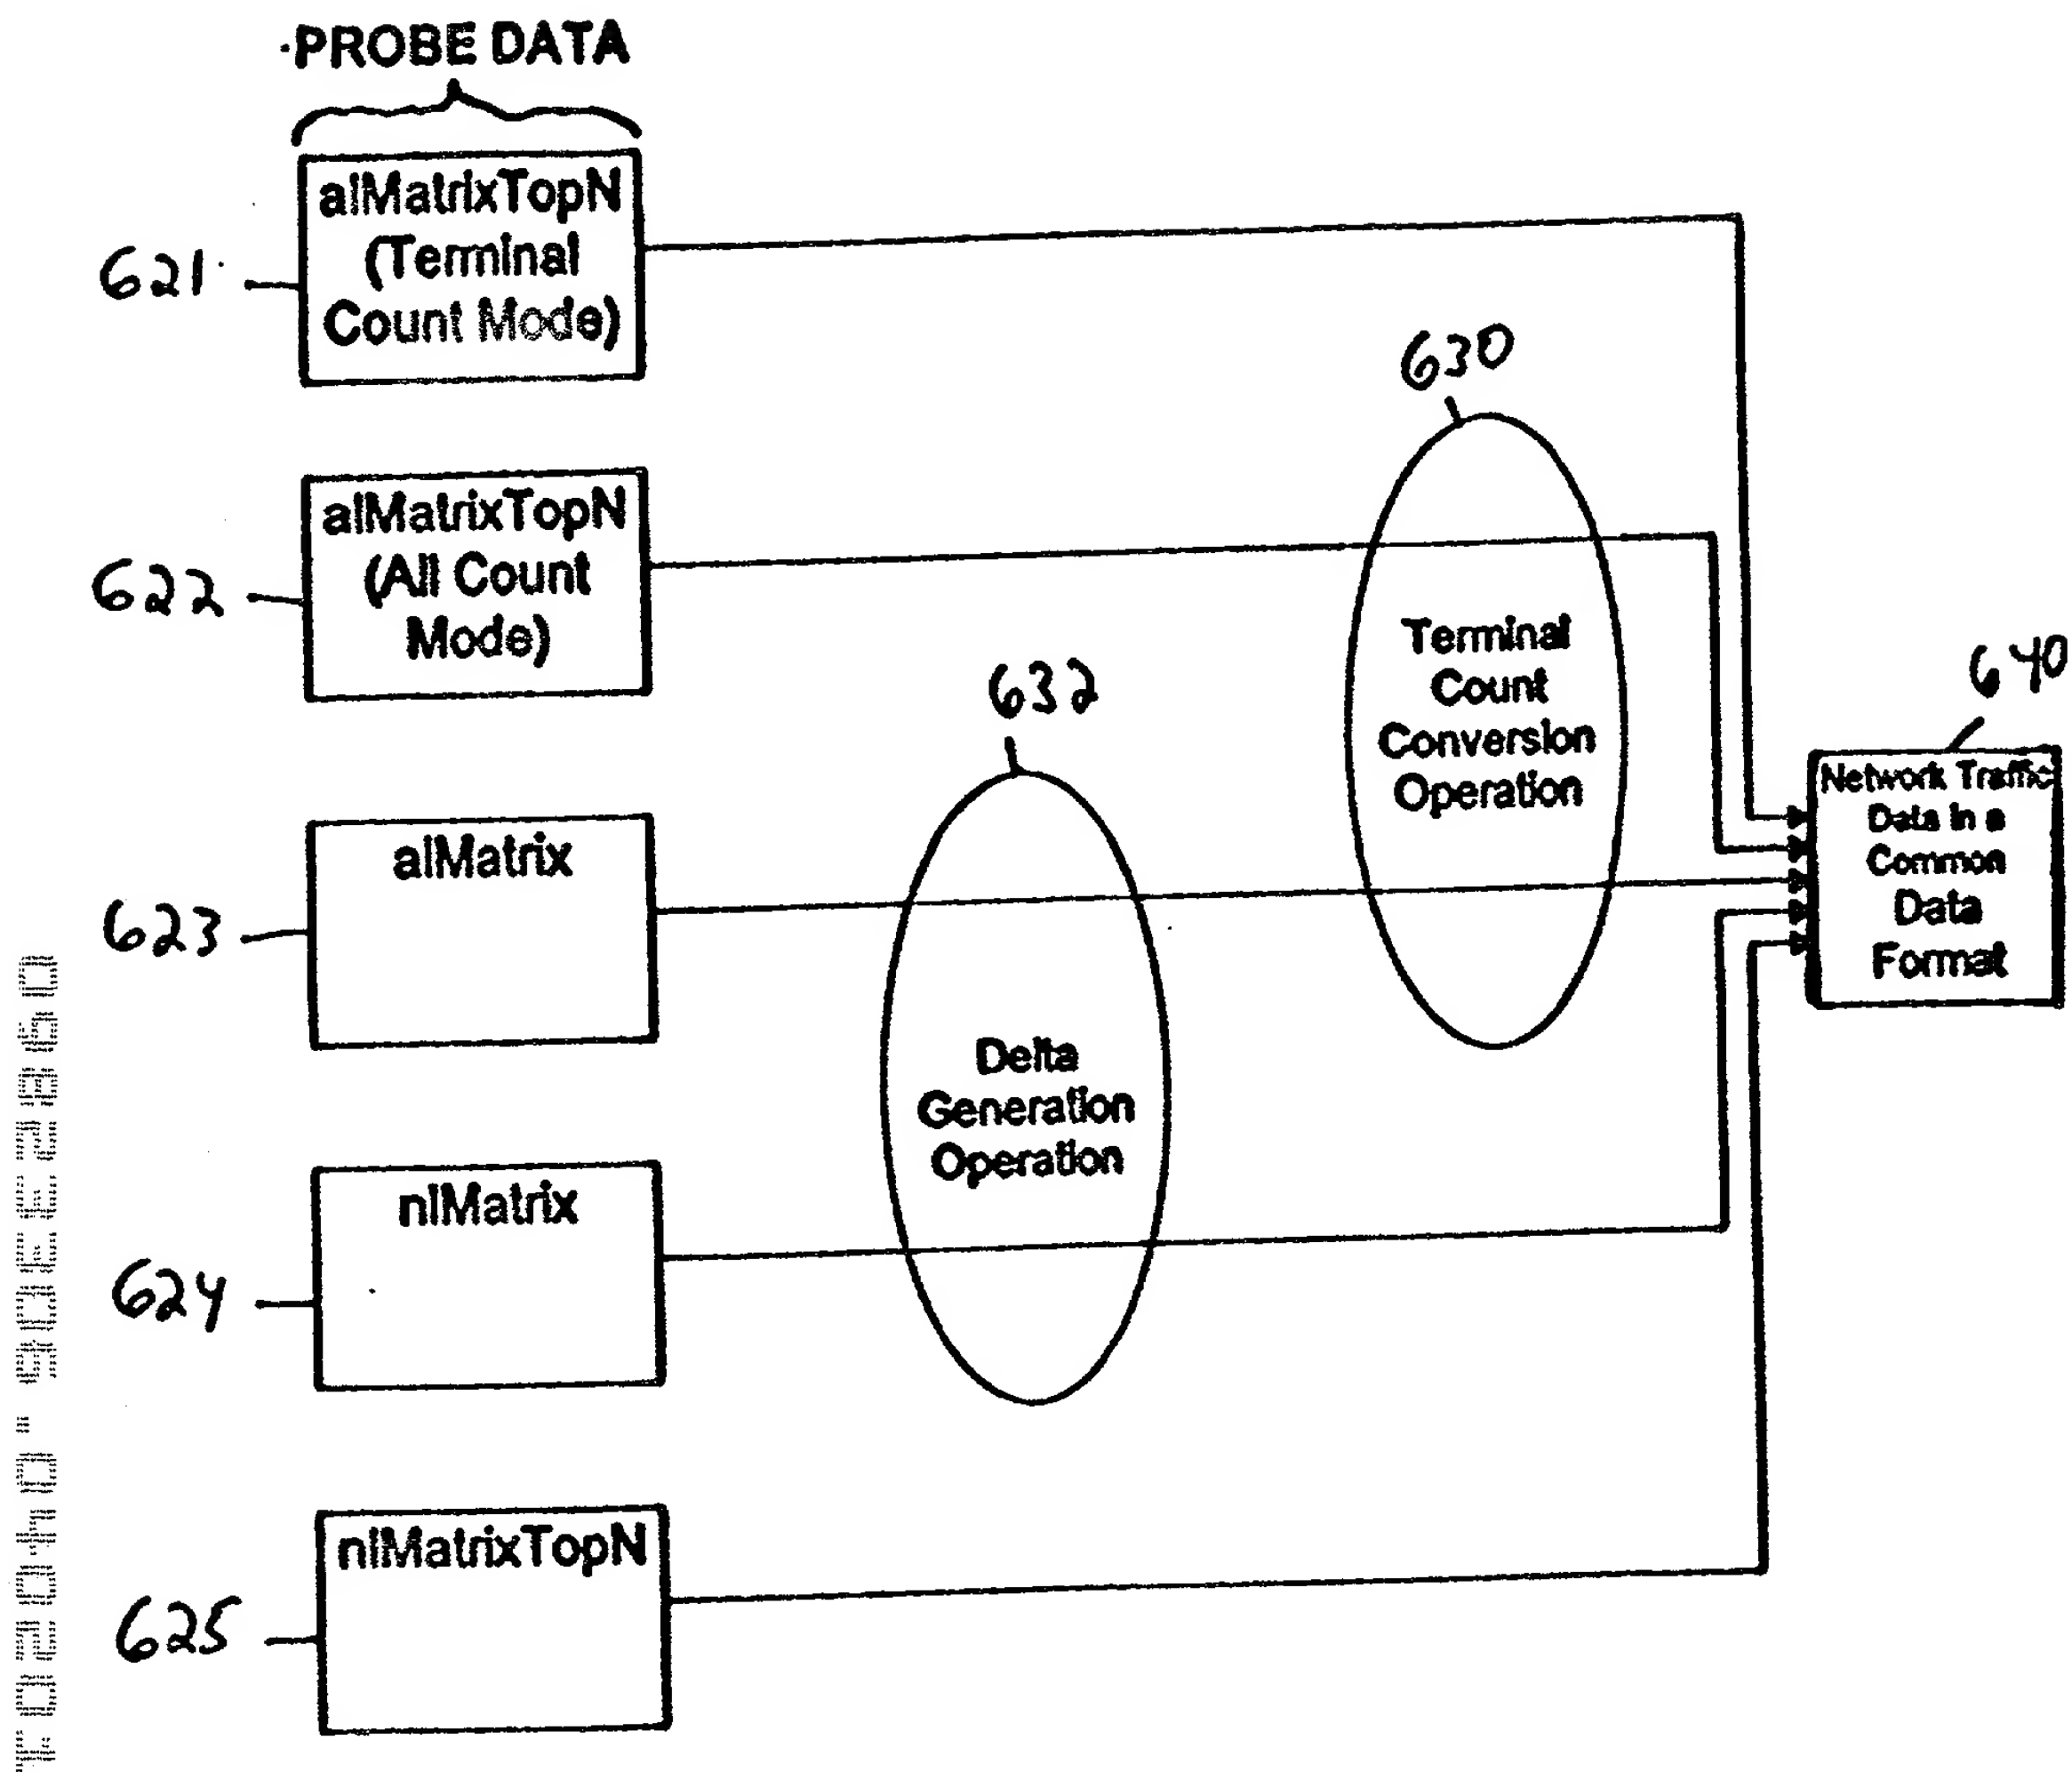 PROBE DATA
alMatrixTopN
(Terminal
Count Mode)
621
630
alMatrixTopN
(All Count
Mode)
622
632
Terminal
Count
Conversion
Operation
640
Network Traffic
Data in a
Common
Data
Format
alMatrix
623
Delta
Generation
Operation
nlMatrix
624
nlMatrixTopN
625